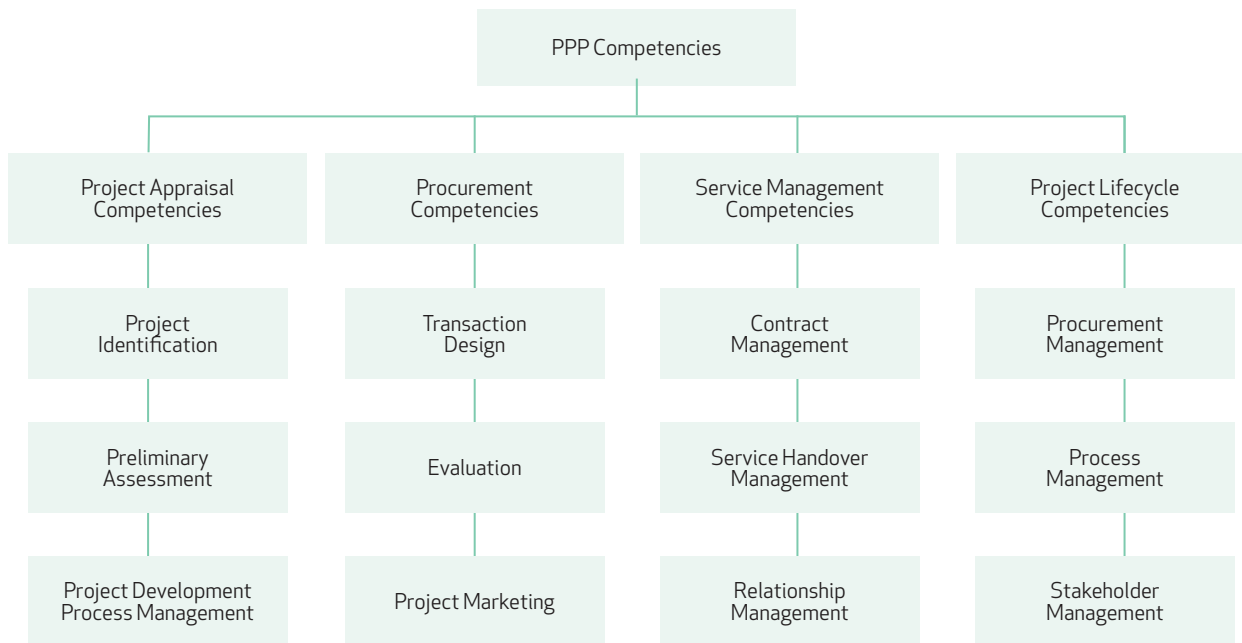 PPP Competencies
Project Appraisal
Competencies
Procurement
Competencies
Service Management
Competencies
Project Lifecycle
Competencies
Project
Identification
Transaction
Design
Contract
Management
Procurement
Management
Preliminary
Assessment
Evaluation
Service Handover
Management
Process
Management
Project Development
Process Management
Project Marketing
Relationship
Management
Stakeholder
Management